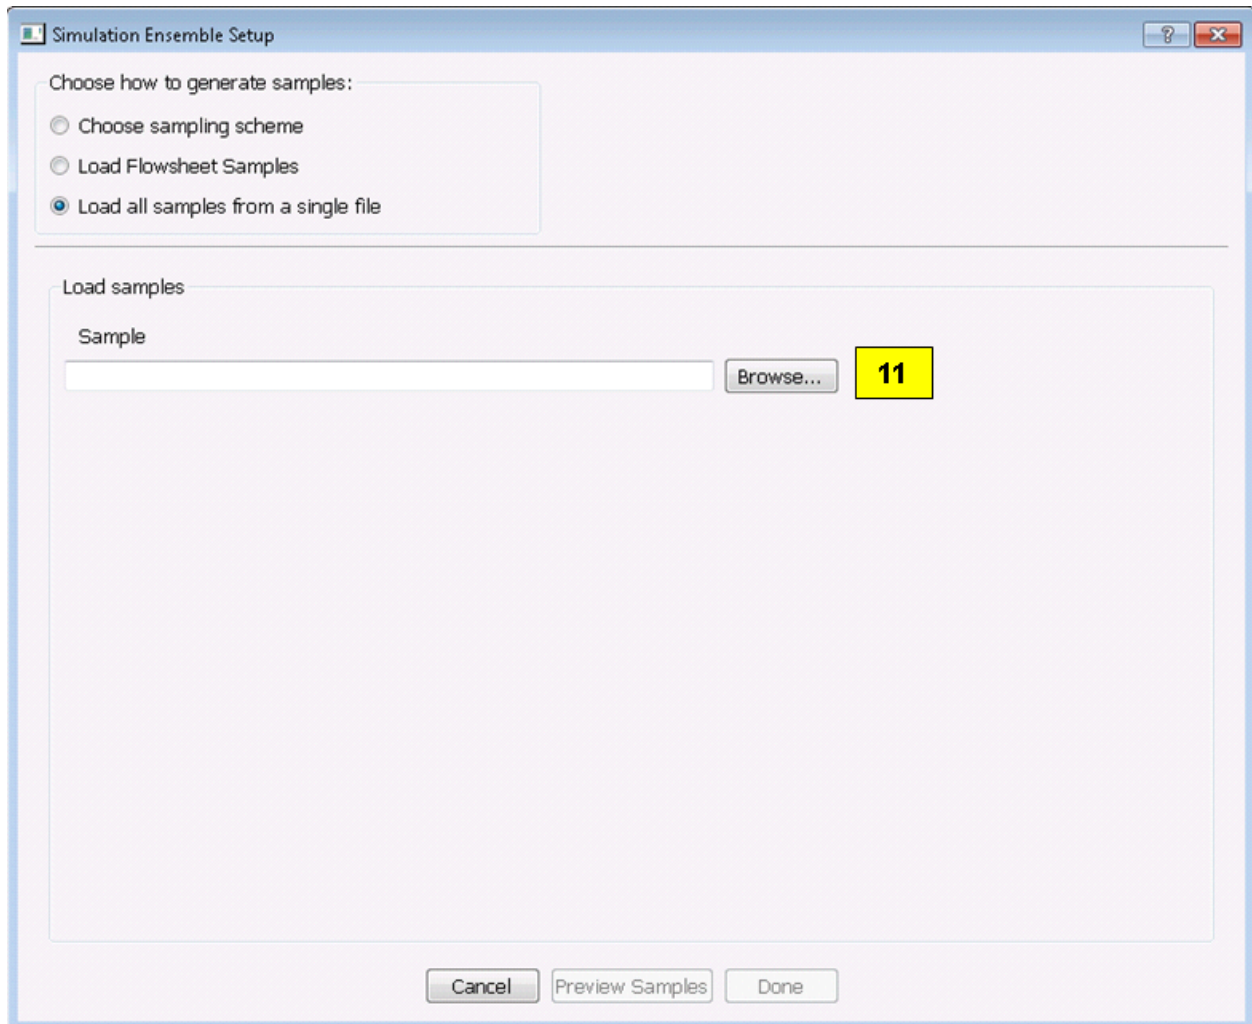 Simulation Ensemble Setup
Choose how to generate samples:
Choose sampling scheme
Load Flowsheet Samples
Load all samples from a single file
Load samples
Sample
Browse... 11
Cancel Preview Samples Done